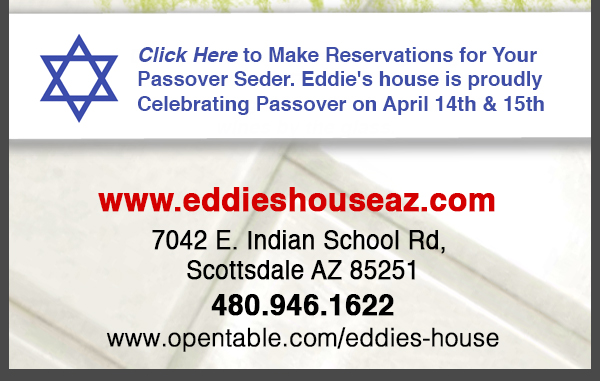 Click Here to Make Reservations for Your
Passover Seder. Eddie's house is proudly
Celebrating Passover on April 14th & 15th
www.eddieshouseaz.com
7042 E. Indian School Rd,
Scottsdale AZ 85251
480.946.1622
www.opentable.com/eddies-house